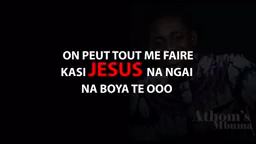 ON PEUT TOUT ME FAIRE
KASI JESUS NA NGAI
NA BOYA TE OOO
Athom's
Mbuma